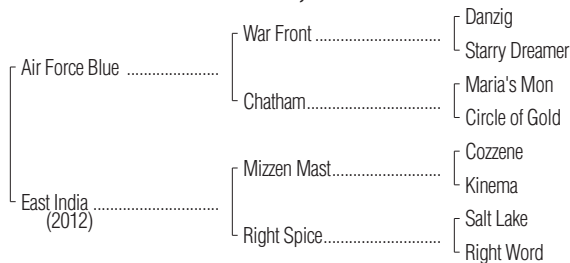 Danzig
War Front
Starry Dreamer
Air Force Blue
Maria's Mon
Chatham
Circle of Gold
Cozzene
Mizzen Mast
Kinema
East India
(2012)
Salt Lake
Right Spice
Right Word